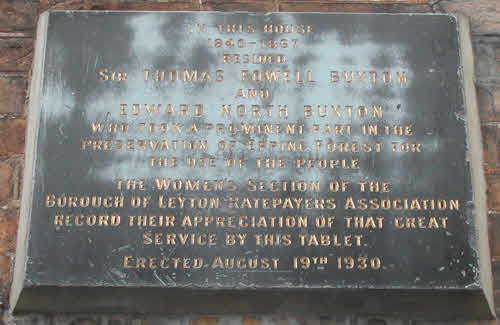 IN THIS HOUSE
1840-1857
RESIDED
SIR THOMAS FOWELL BUXTON
AND
EDWARD NORTH BUXTON
WHO TOOK A PROMINENT PART IN THE
PRESERVATION OF EPPING FOREST FOR
THE USE OF THE PEOPLE
THE WOMEN'S SECTION OF THE
BOROUGH OF LEYTON RATEPAYERS ASSOCIATION
RECORD THEIR APPRECIATION OF THAT GREAT
SERVICE BY THIS TABLET.
ERECTED AUGUST 19TH 1930.